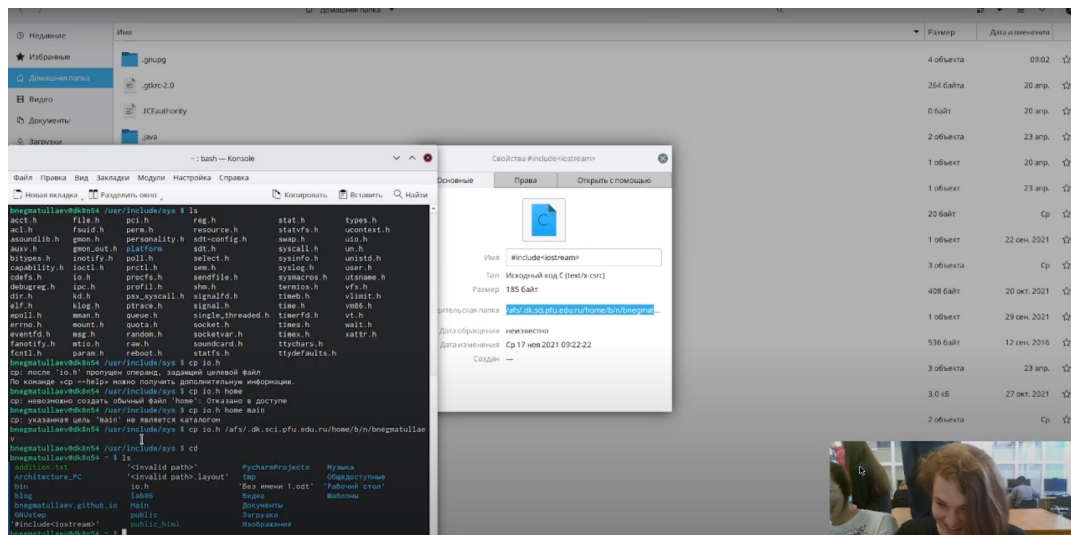 Домашняя папка
Недавние
Избранные
Домашняя папка
Видео
Документы
Загрузки
Имя Размер Дата изменения
.gnupg 4 объекта 09:02
.gtkrc-2.0 264 байта 20 апр.
.ICEauthority 0 байт 20 апр.
.java 2 объекта 23 апр.
1 объект 20 апр.
1 объект 23 апр.
20 байт Ср
1 объект 22 сен. 2021
3 объекта Ср
408 байт 20 окт. 2021
1 объект 29 сен. 2021
536 байт 12 сен. 2016
3 объекта 23 апр.
3,0 кБ 27 окт. 2021
2 объекта Ср
~ : bash — Konsole
Файл Правка Вид Закладки Модули Настройка Справка
Новая вкладка Разделить окно Копировать Вставить Найти
bnegmatullaev@dk8n54 /usr/include/sys $ ls
acct.h file.h pci.h reg.h stat.h types.h
acl.h fsuid.h perm.h resource.h statvfs.h ucontext.h
asoundlib.h gmon.h personality.h sdt-config.h swap.h uio.h
auxv.h gmon_out.h platform sdt.h syscall.h un.h
bitypes.h inotify.h poll.h select.h sysinfo.h unistd.h
capability.h ioctl.h prctl.h sem.h syslog.h user.h
cdefs.h io.h procfs.h sendfile.h sysmacros.h utsname.h
debugreg.h ipc.h profil.h shm.h termios.h vfs.h
dir.h kd.h psx_syscall.h signalfd.h timeb.h vlimit.h
elf.h klog.h ptrace.h signal.h time.h vm86.h
epoll.h mman.h queue.h single_threaded.h timerfd.h vt.h
errno.h mount.h quota.h socket.h times.h wait.h
eventfd.h msg.h random.h socketvar.h timex.h xattr.h
fanotify.h mtio.h raw.h soundcard.h ttychars.h
fcntl.h param.h reboot.h statfs.h ttydefaults.h
bnegmatullaev@dk8n54 /usr/include/sys $ cp io.h
cp: после 'io.h' пропущен операнд, задающий целевой файл
По команде «cp --help» можно получить дополнительную информацию.
bnegmatullaev@dk8n54 /usr/include/sys $ cp io.h home
cp: невозможно создать обычный файл 'home': Отказано в доступе
bnegmatullaev@dk8n54 /usr/include/sys $ cp io.h home main
cp: указанная цель 'main' не является каталогом
bnegmatullaev@dk8n54 /usr/include/sys $ cp io.h /afs/.dk.sci.pfu.edu.ru/home/b/n/bnegmatullae
v
bnegmatullaev@dk8n54 /usr/include/sys $ cd
bnegmatullaev@dk8n54 ~ $ ls
addition.txt '<invalid path>' PycharmProjects Музыка
Architecture_PC '<invalid path>.layout' tmp Общедоступные
bin io.h 'Без имени 1.odt' 'Рабочий стол'
blog lab06 Видео Шаблоны
bnegmatullaev.github.io Main Документы
GNUstep public Загрузки
'#include<iostream>' public_html Изображения
bnegmatullaev@dk8n54 ~ $
Свойства #include<iostream>
Основные Права Открыть с помощью
C
Имя #include<iostream>
Тип Исходный код C (text/x-csrc)
Размер 185 байт
дительская папка /afs/.dk.sci.pfu.edu.ru/home/b/n/bnegmat...
Дата обращения неизвестно
Дата изменения Ср 17 ноя 2021 09:22:22
Создан —